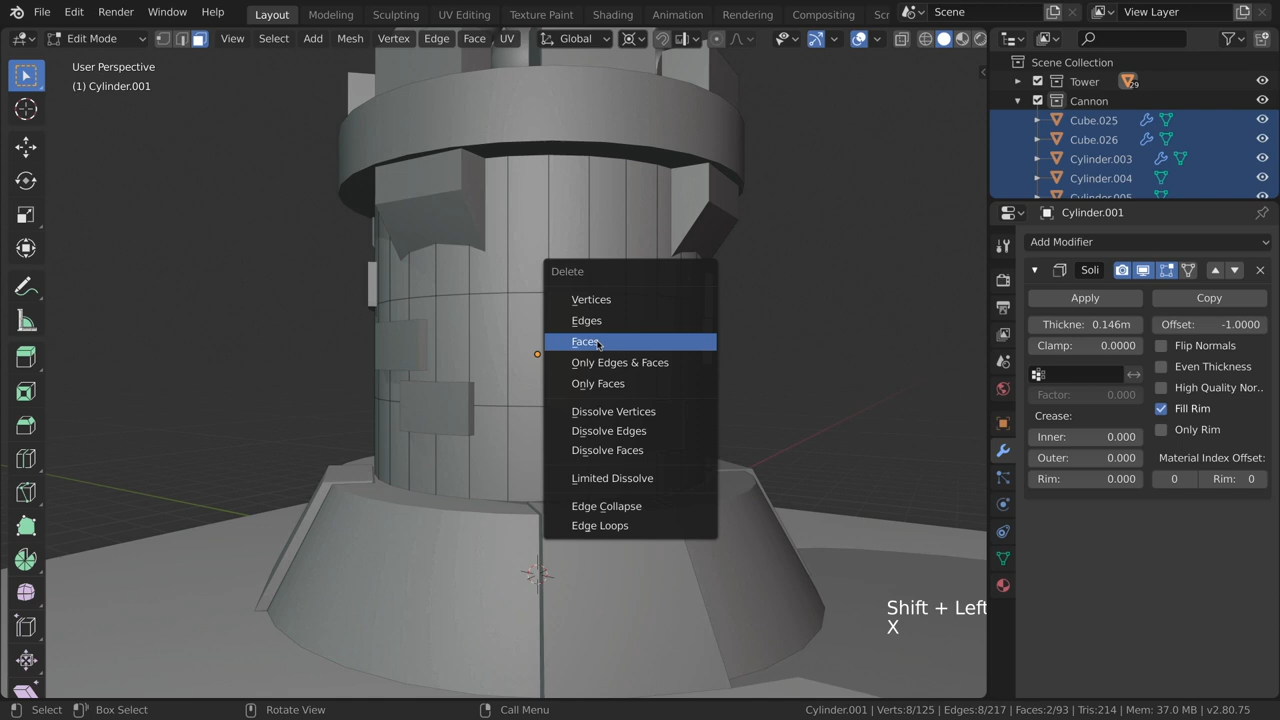 File Edit Render Window Help Layout Modeling Sculpting UV Editing Texture Paint Shading Animation Rendering Compositing Scr Scene View Layer
Edit Mode View Select Add Mesh Vertex Edge Face UV Global
User Perspective
(1) Cylinder.001
Scene Collection
Tower 29
Cannon
Cube.025
Cube.026
Cylinder.003
Cylinder.004
Cylinder.005
Cylinder.001
Add Modifier
Soli
Apply Copy
Thickne: 0.146m Offset: -1.0000
Clamp: 0.000 Flip Normals
Even Thickness
Factor: 0.000 High Quality Nor..
Crease: Fill Rim
Inner: 0.000 Only Rim
Outer: 0.000 Material Index Offset:
Rim: 0.000 0 Rim: 0
Delete
Vertices
Edges
Faces
Only Edges & Faces
Only Faces
Dissolve Vertices
Dissolve Edges
Dissolve Faces
Limited Dissolve
Edge Collapse
Edge Loops
Shift + Left
X
Select Box Select Rotate View Call Menu Cylinder.001 | Verts:8/125 | Edges:8/217 | Faces:2/93 | Tris:214 | Mem: 37.0 MB | v2.80.75